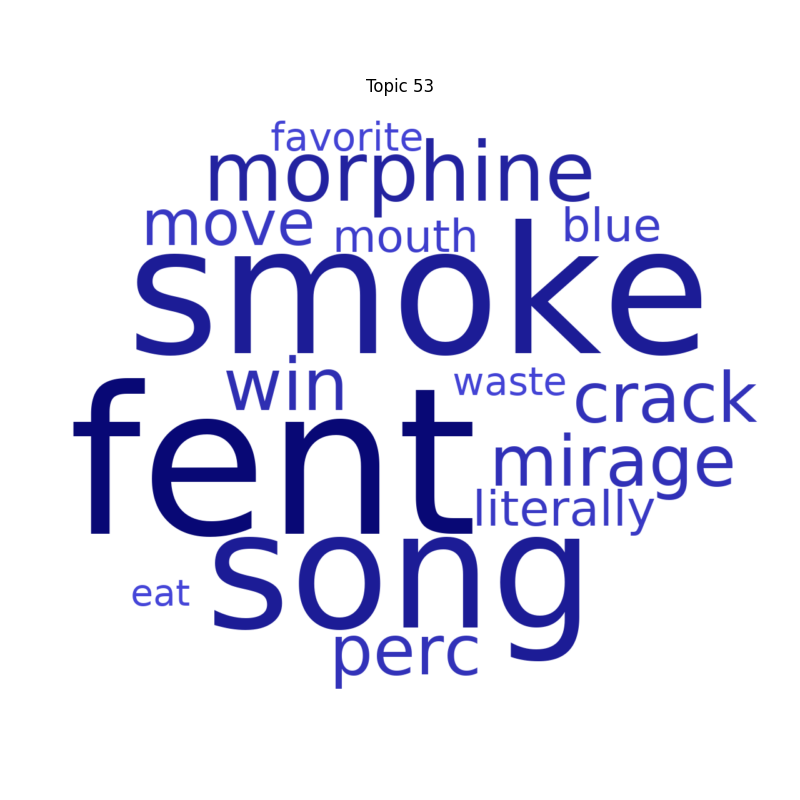 Topic 53
favorite
morphine
move
mouth
blue
smoke
win
waste
crack
fent
mirage
literally
song
eat
perc